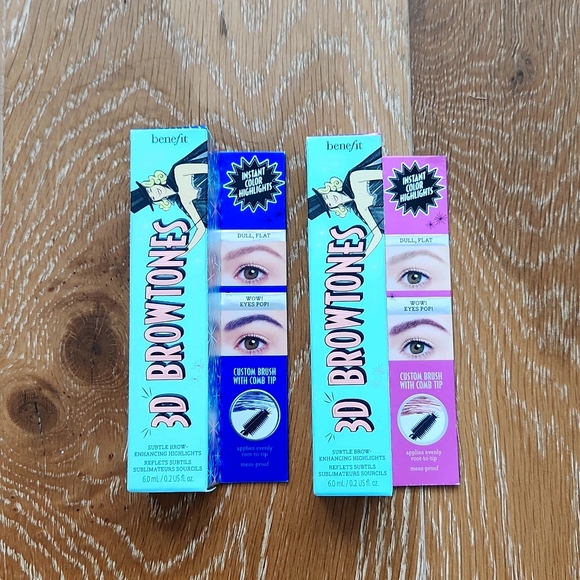 benefit
3D BROWTONES
SUBTLE BROW-
ENHANCING HIGHLIGHTS
REFLETS SUBTILS
SUBLIMATEURS SOURCILS
6.0 mL / 0.2 US fl. oz.
INSTANT
COLOR
HIGHLIGHTS
DULL, FLAT
WOW!
EYES POP!
CUSTOM BRUSH
WITH COMB TIP
applies evenly
root-to-tip
mess-proof
benefit
3D BROWTONES
SUBTLE BROW-
ENHANCING HIGHLIGHTS
REFLETS SUBTILS
SUBLIMATEURS SOURCILS
6.0 mL / 0.2 US fl. oz.
INSTANT
COLOR
HIGHLIGHTS
DULL, FLAT
WOW!
EYES POP!
CUSTOM BRUSH
WITH COMB TIP
applies evenly
root-to-tip
mess-proof